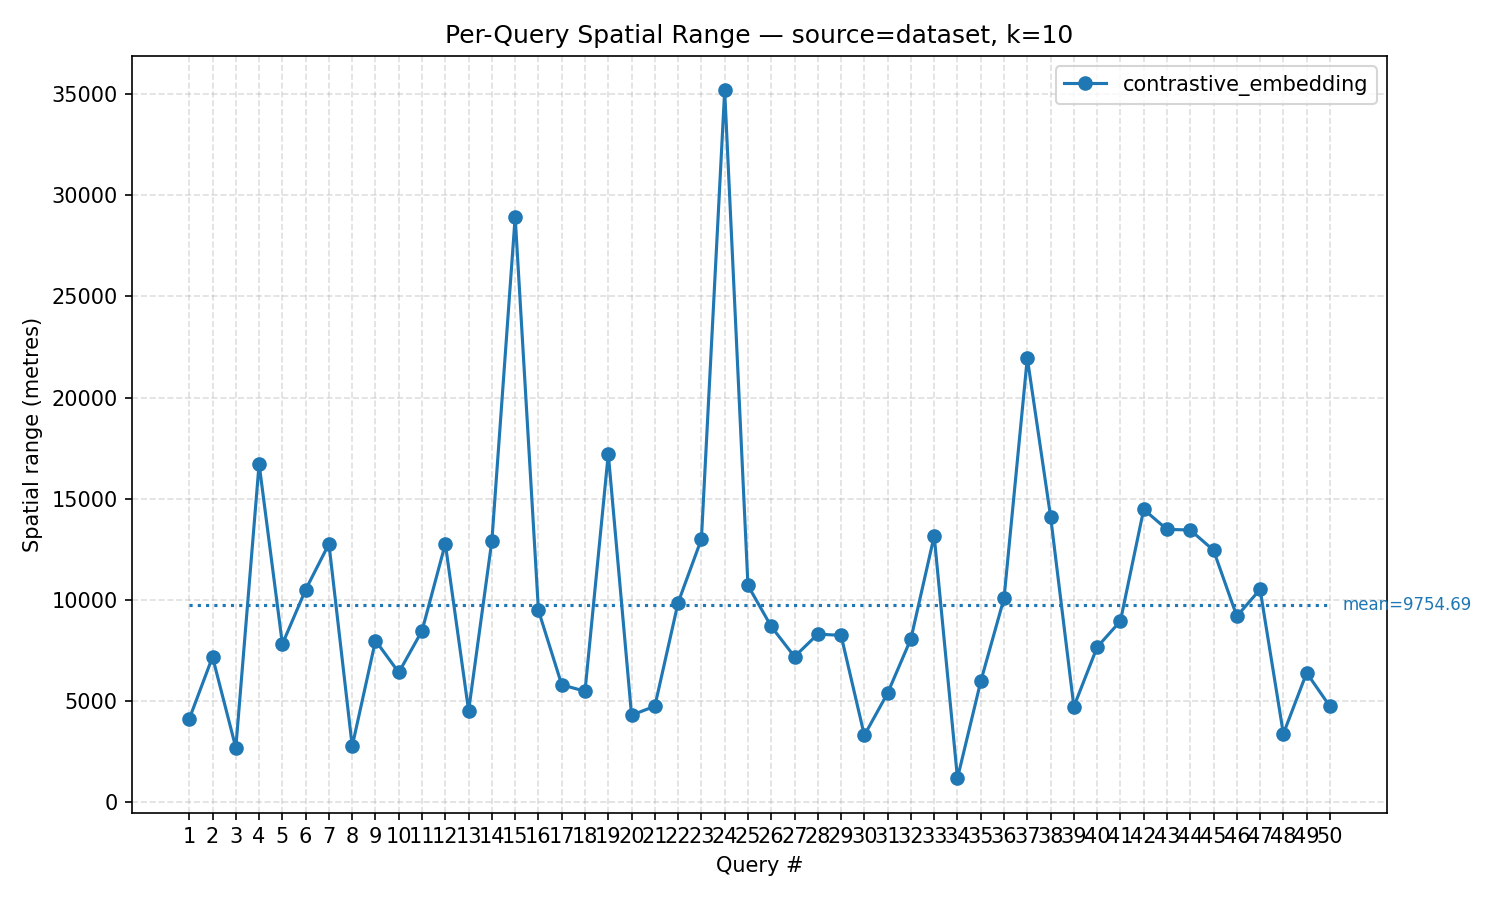 Per-Query Spatial Range — source=dataset, k=10
contrastive_embedding
35000
30000
25000
20000
15000
10000
5000
0
Spatial range (metres)
mean=9754.69
1 2 3 4 5 6 7 8 9 10 11 12 13 14 15 16 17 18 19 20 21 22 23 24 25 26 27 28 29 30 31 32 33 34 35 36 37 38 39 40 41 42 43 44 45 46 47 48 49 50
Query #